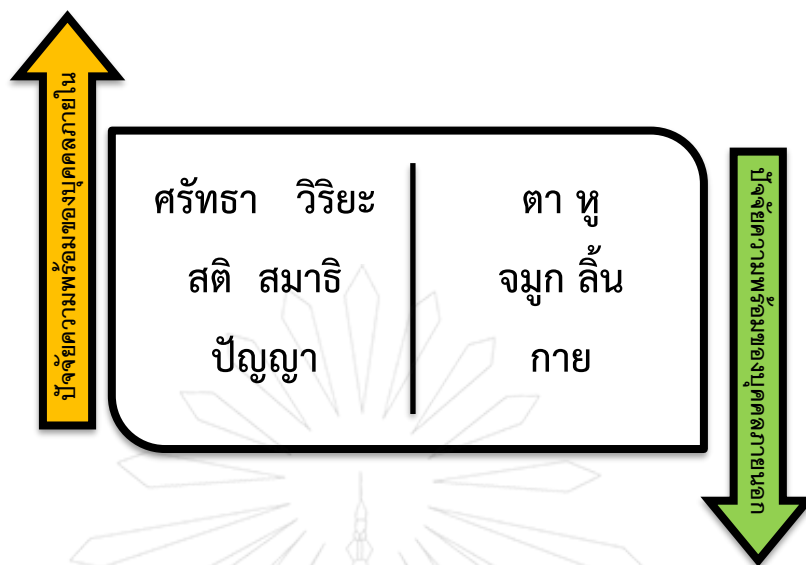 ปัจจัยความพร้อมของบุคคลภายใน
ศรัทธา วิริยะ
สติ สมาธิ
ปัญญา
ตา หู
จมูก ลิ้น
กาย
ปัจจัยความพร้อมของบุคคลภายนอก